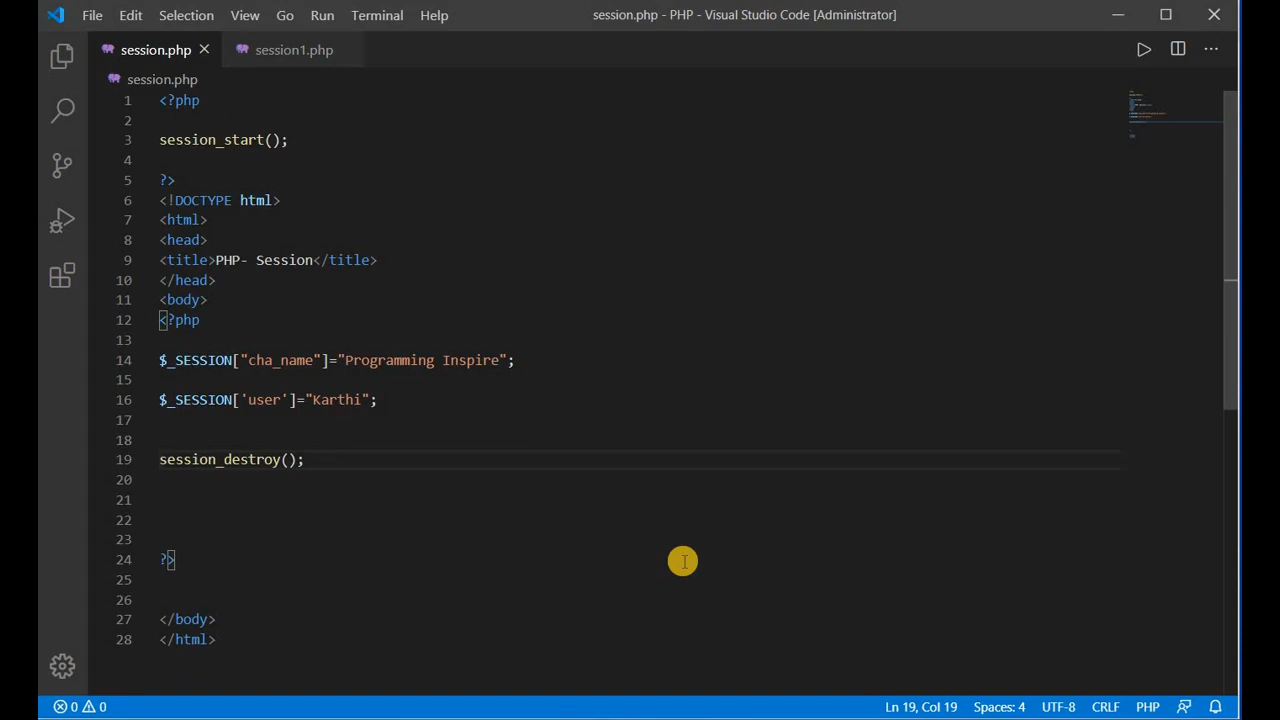 File Edit Selection View Go Run Terminal Help session.php - PHP - Visual Studio Code [Administrator]
session.php session1.php
session.php
1 <?php
2
3 session_start();
4
5 ?>
6 <!DOCTYPE html>
7 <html>
8 <head>
9 <title>PHP- Session</title>
10 </head>
11 <body>
12 <?php
13
14 $_SESSION["cha_name"]="Programming Inspire";
15
16 $_SESSION['user']="Karthi";
17
18
19 session_destroy();
20
21
22
23
24 ?>
25
26
27 </body>
28 </html>
0 0 Ln 19, Col 19 Spaces: 4 UTF-8 CRLF PHP